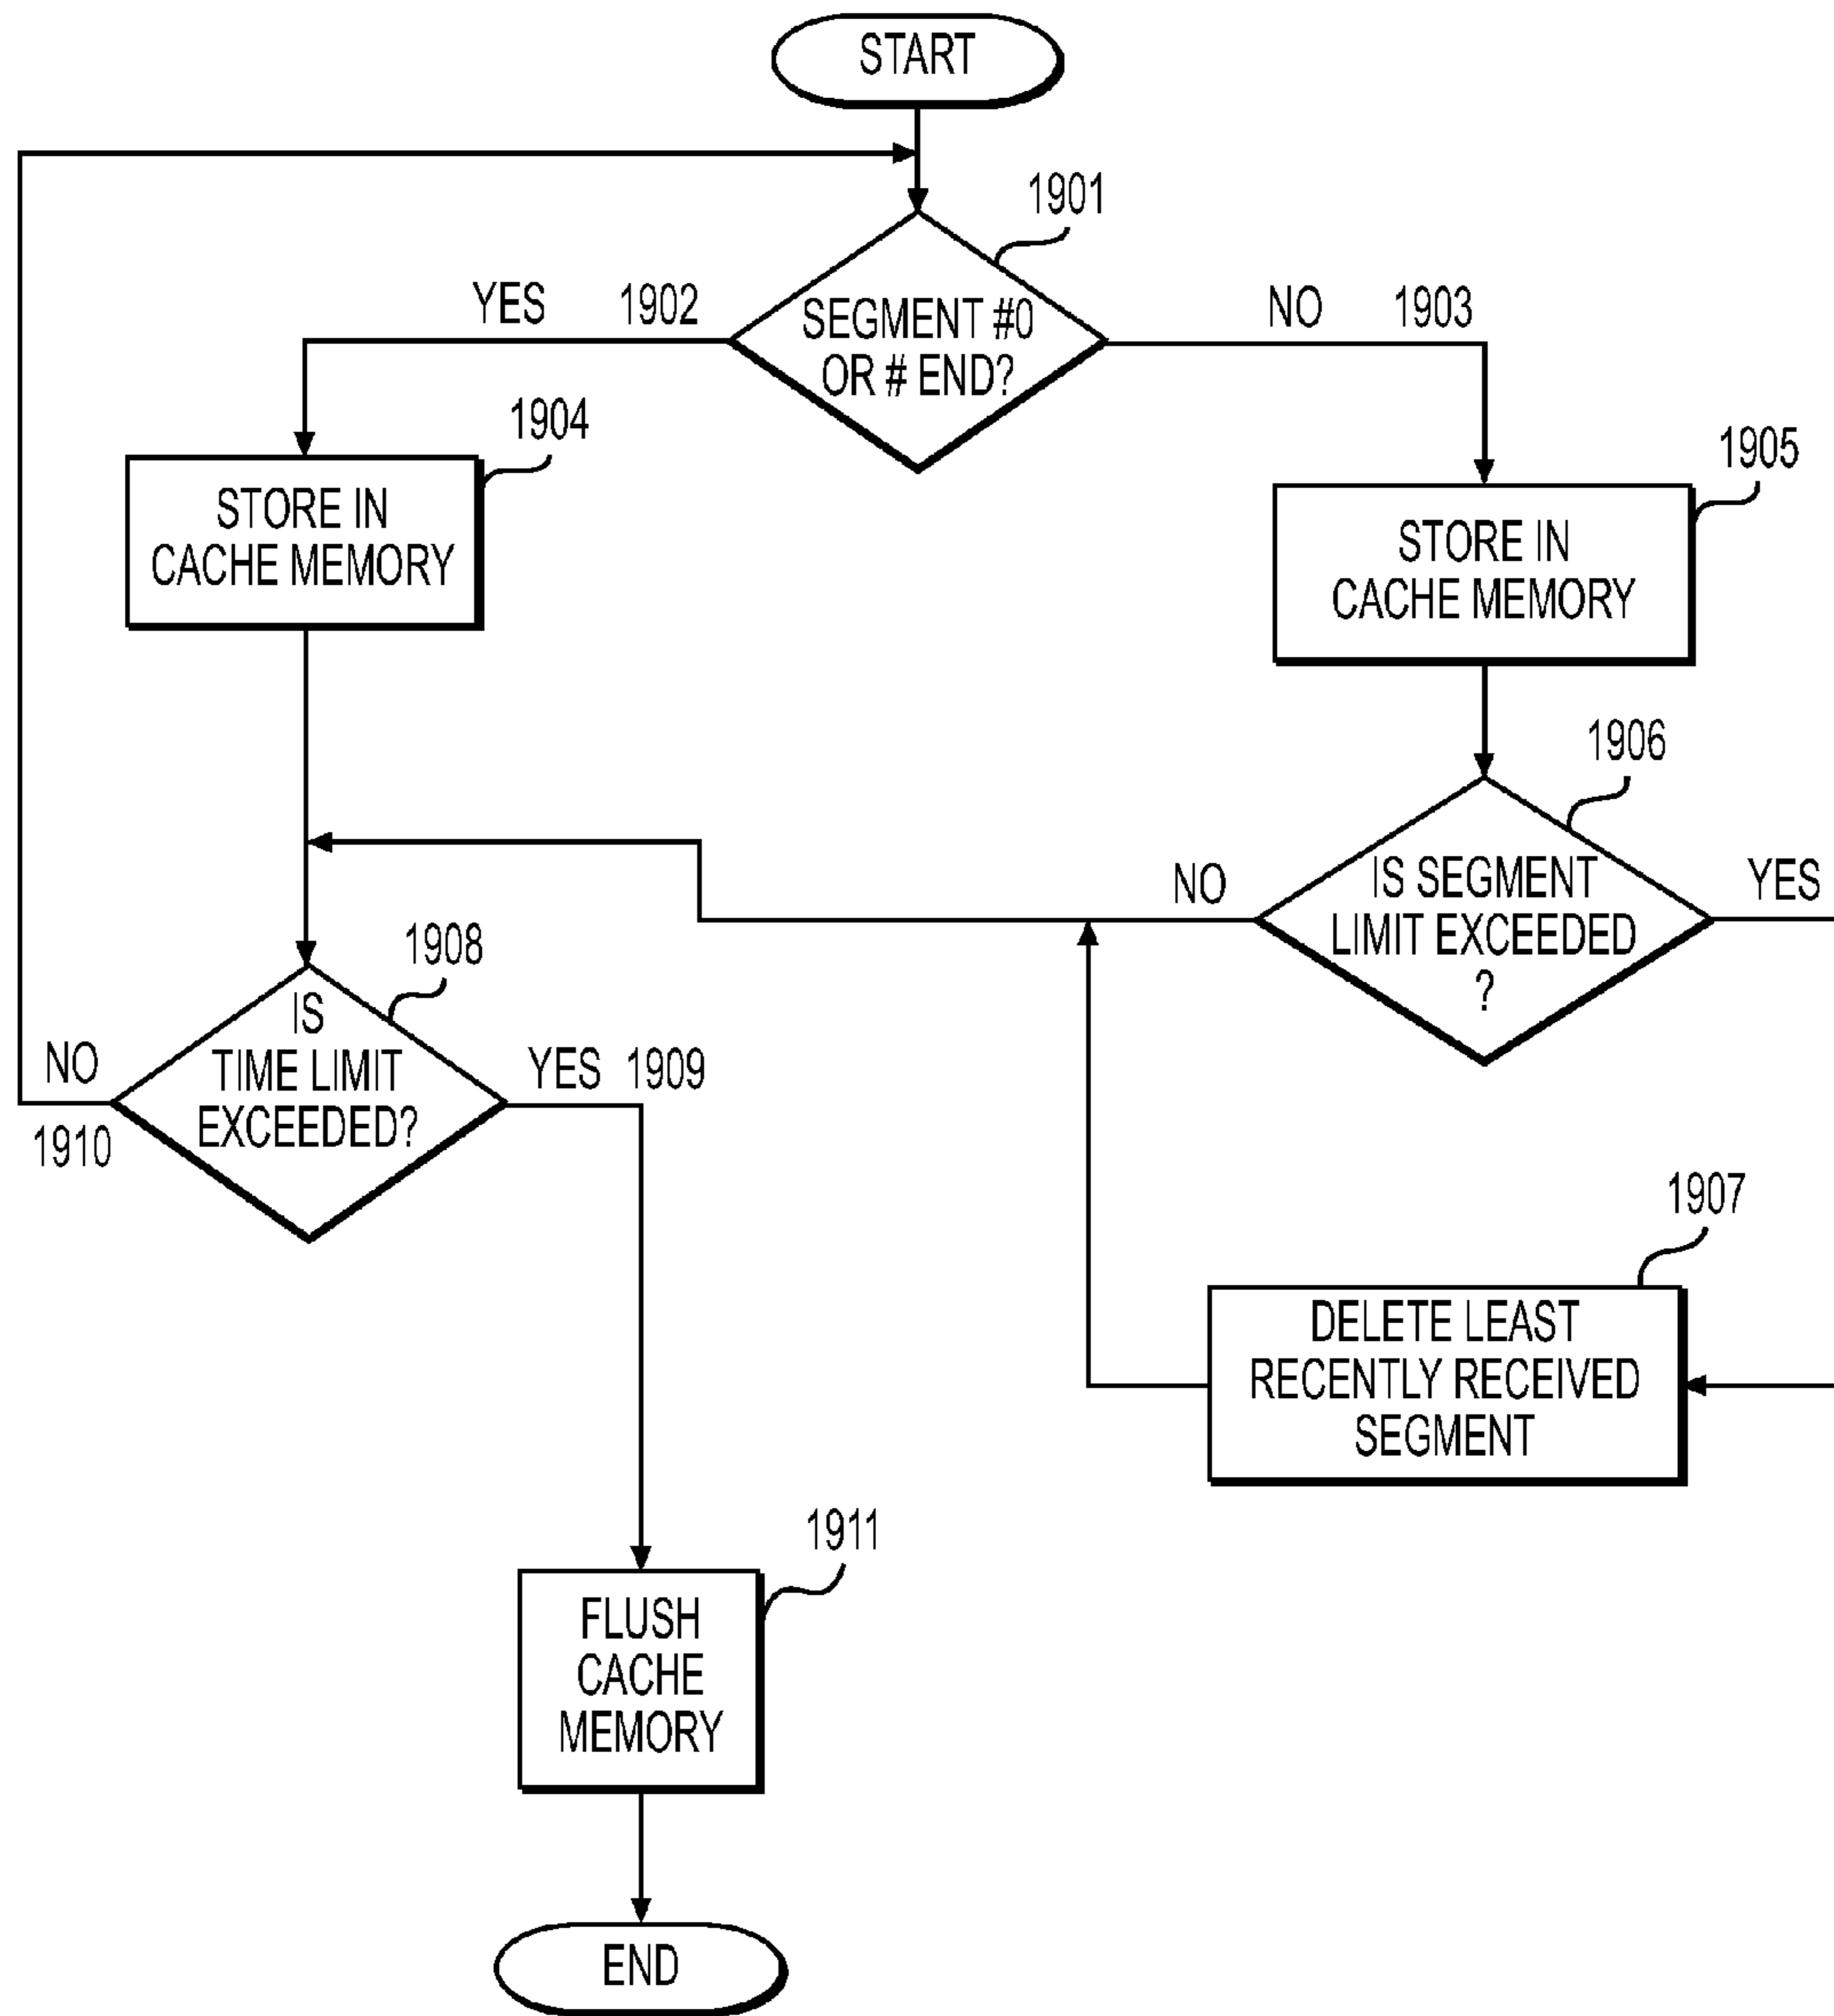 START
1901
YES 1902
SEGMENT #0
OR # END?
NO 1903
1904
STORE IN
CACHE MEMORY
1905
STORE IN
CACHE MEMORY
1906
IS SEGMENT
LIMIT EXCEEDED
?
NO
YES
1908
IS
TIME LIMIT
EXCEEDED?
NO
1910
YES 1909
1907
DELETE LEAST
RECENTLY RECEIVED
SEGMENT
1911
FLUSH
CACHE
MEMORY
END